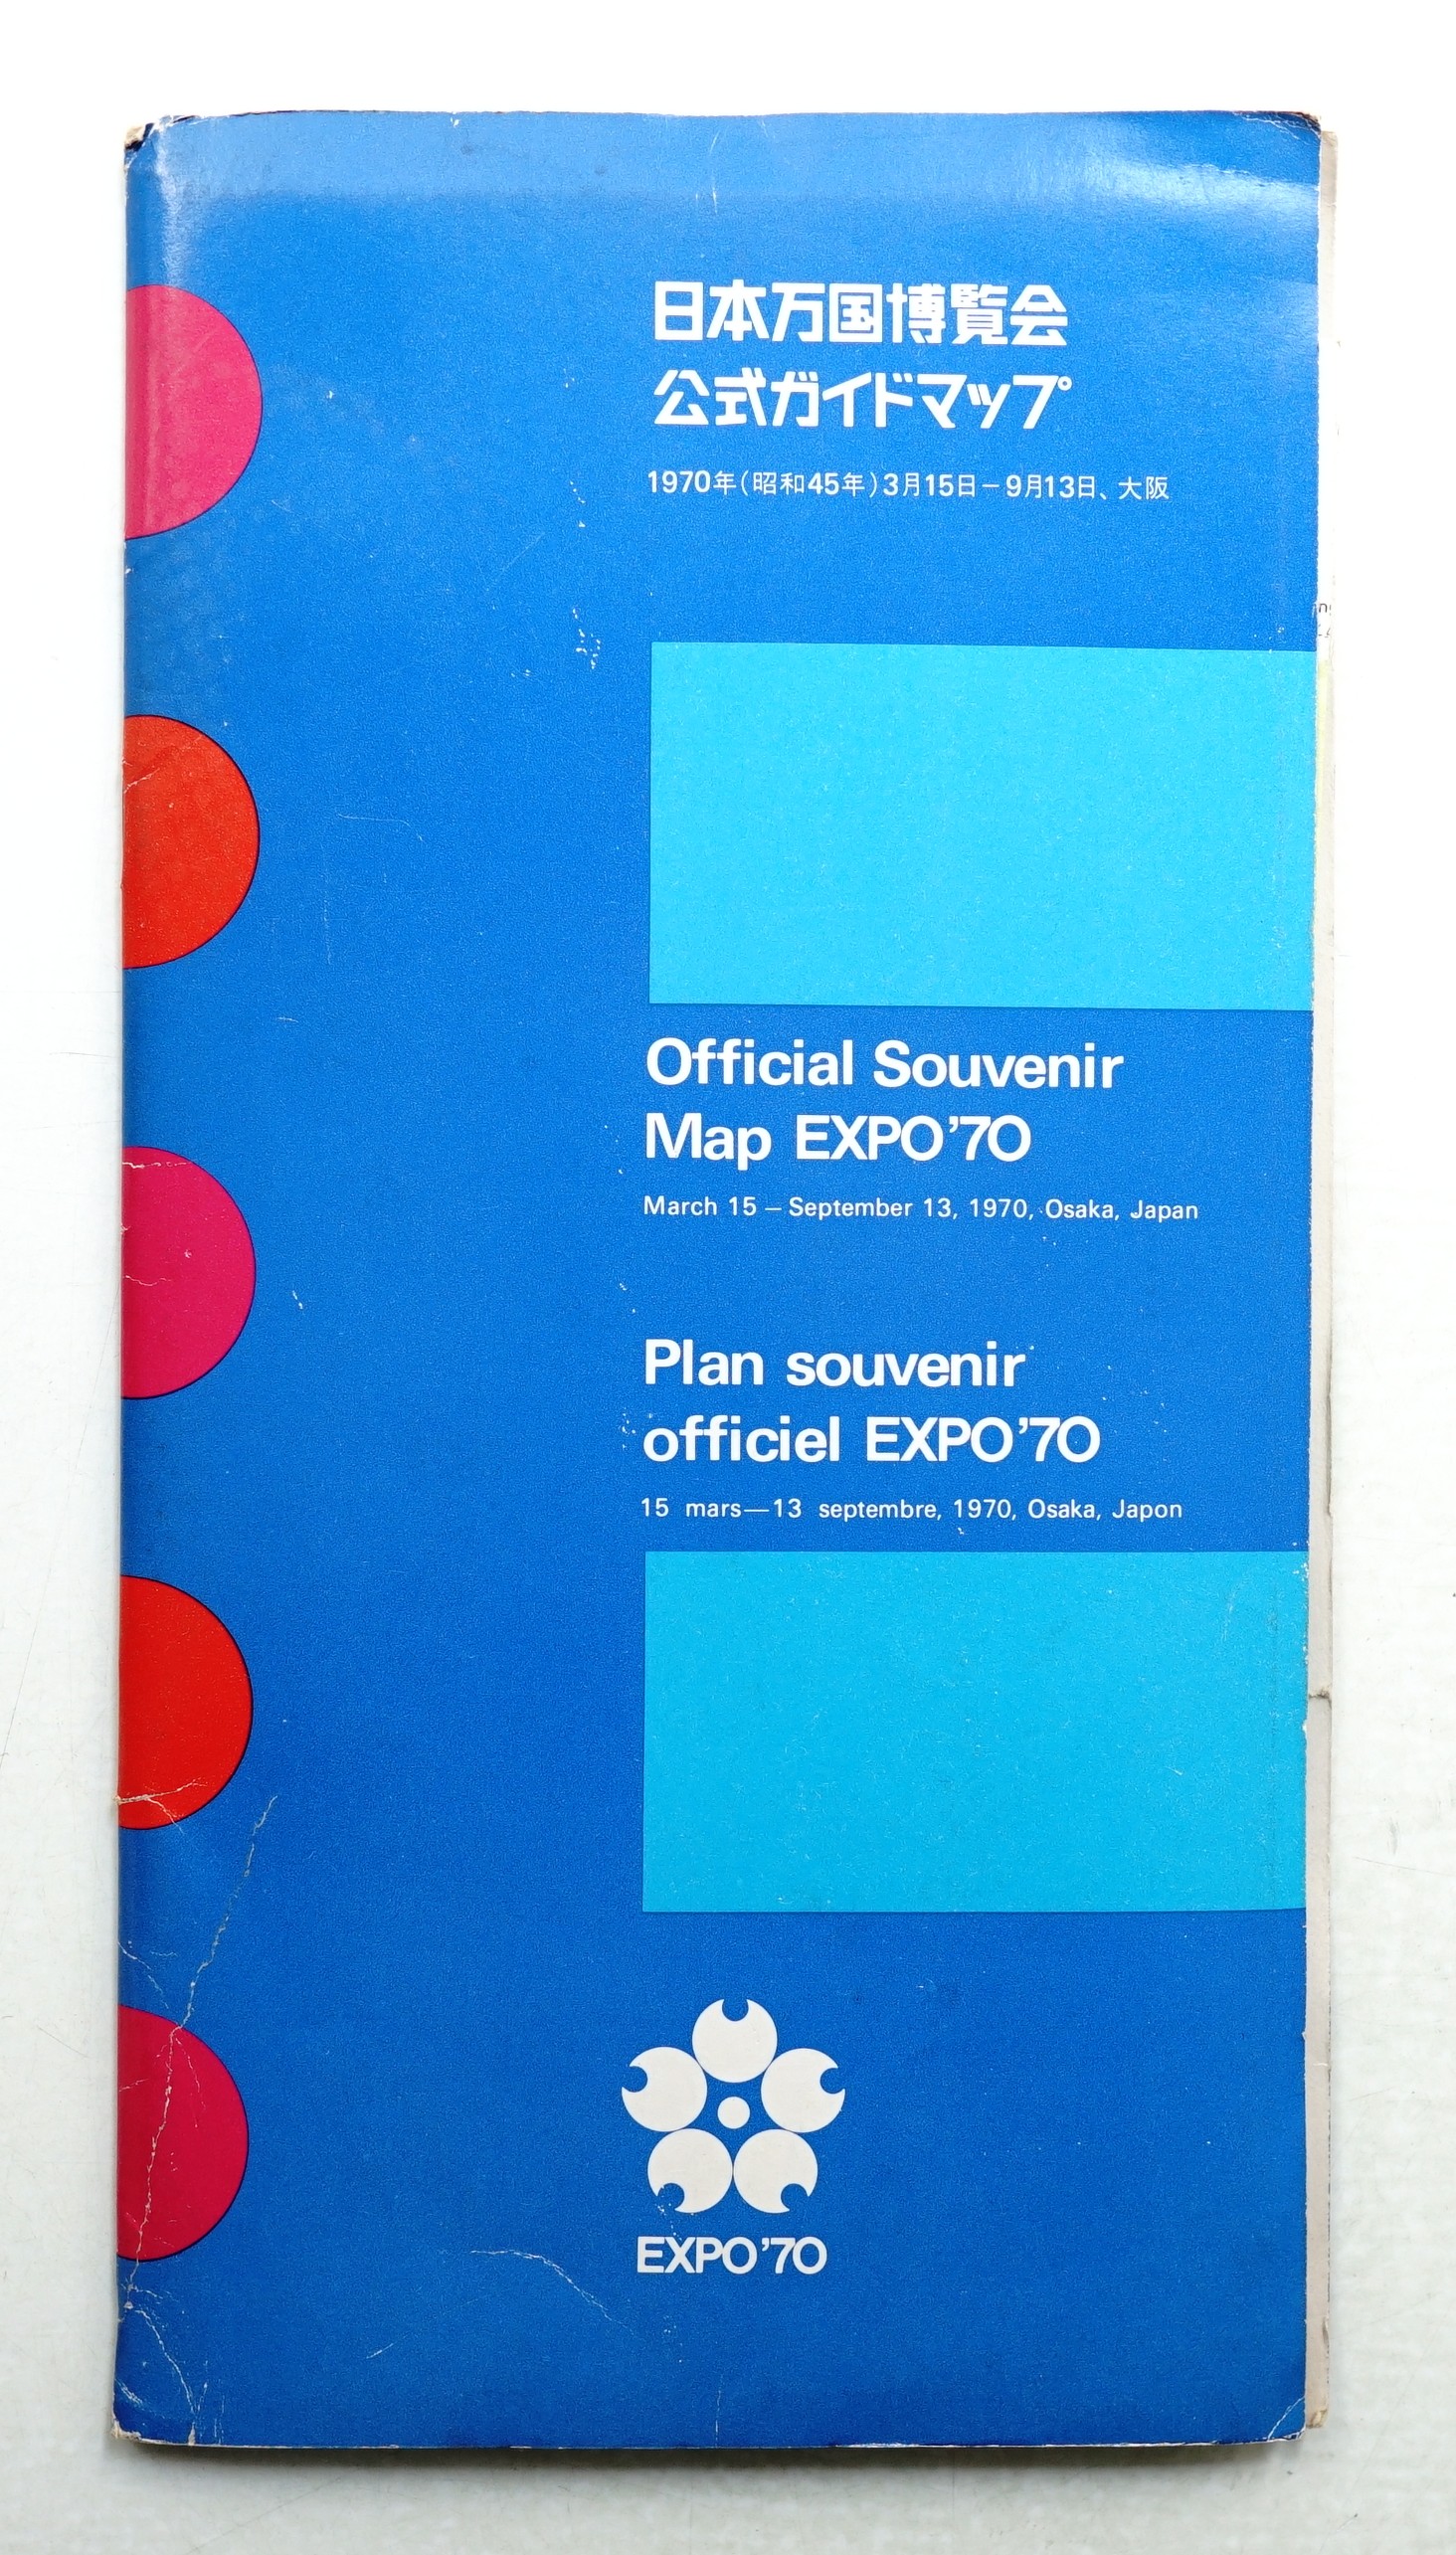 日本万国博覧会
公式ガイドマップ
1970年(昭和45年)3月15日-9月13日、大阪
Official Souvenir
Map EXPO'70
March 15 – September 13, 1970, Osaka, Japan
Plan souvenir
officiel EXPO'70
15 mars—13 septembre, 1970, Osaka, Japon
EXPO'70